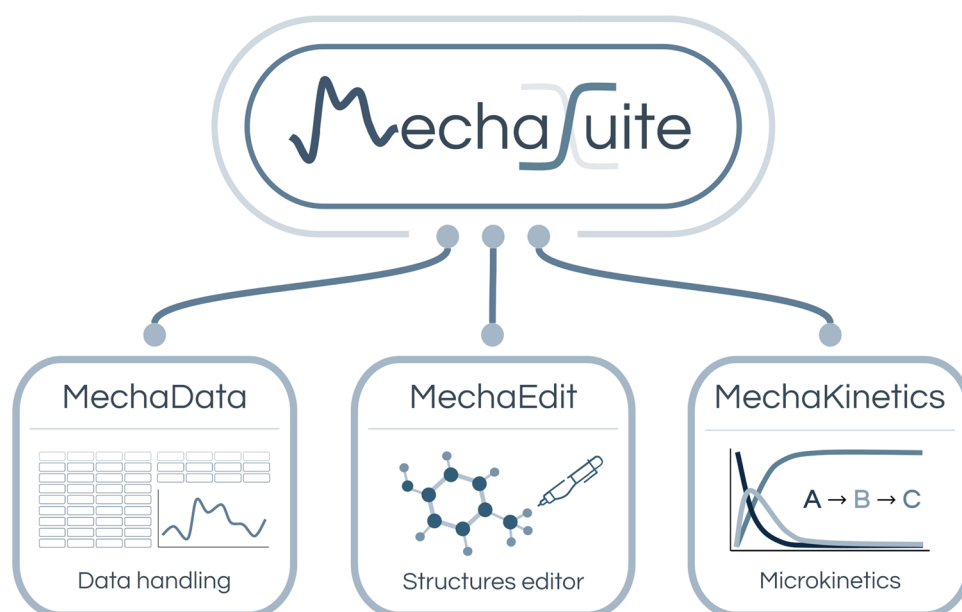 MechaSuite
MechaData
Data handling
MechaEdit
Structures editor
MechaKinetics
A → B → C
Microkinetics